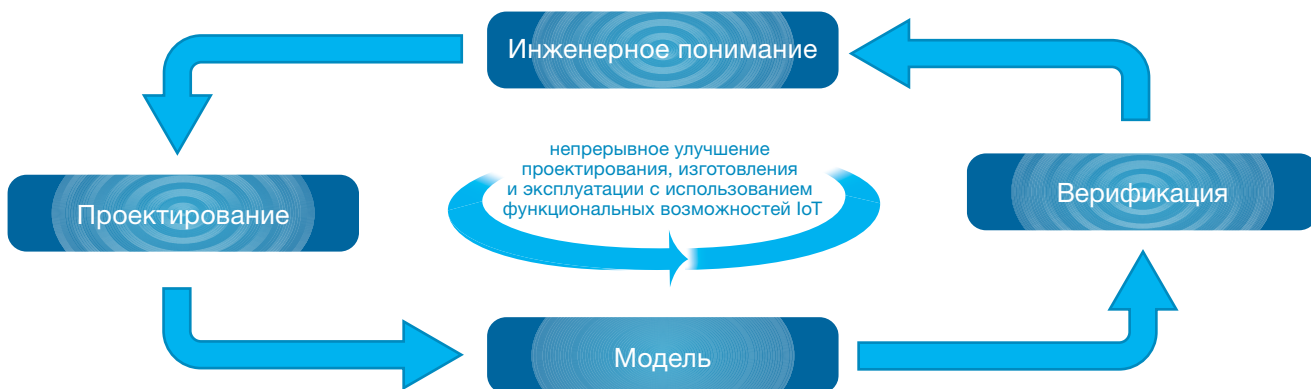 Инженерное понимание
непрерывное улучшение
проектирования, изготовления
и эксплуатации с использованием
функциональных возможностей IoT
Проектирование
Верификация
Модель